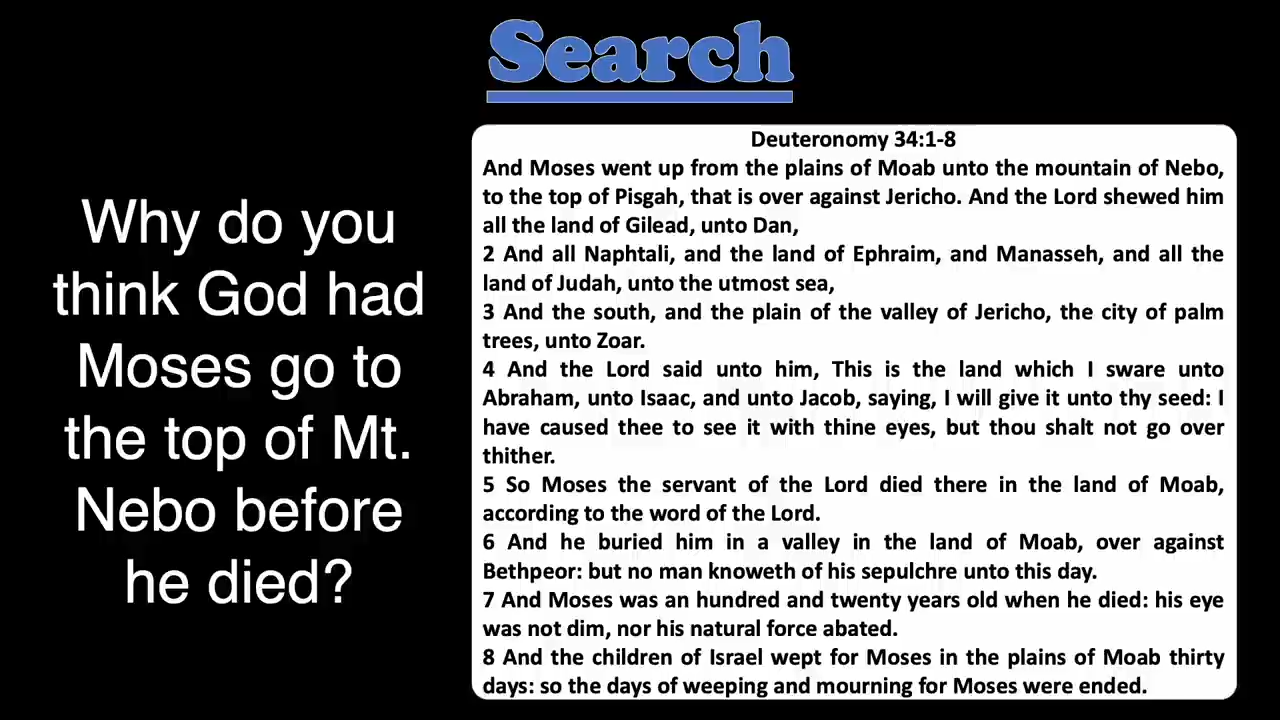 Search
Why do you
think God had
Moses go to
the top of Mt.
Nebo before
he died?
Deuteronomy 34:1-8
And Moses went up from the plains of Moab unto the mountain of Nebo,
to the top of Pisgah, that is over against Jericho. And the Lord shewed him
all the land of Gilead, unto Dan,
2 And all Naphtali, and the land of Ephraim, and Manasseh, and all the
land of Judah, unto the utmost sea,
3 And the south, and the plain of the valley of Jericho, the city of palm
trees, unto Zoar.
4 And the Lord said unto him, This is the land which I sware unto
Abraham, unto Isaac, and unto Jacob, saying, I will give it unto thy seed: I
have caused thee to see it with thine eyes, but thou shalt not go over
thither.
5 So Moses the servant of the Lord died there in the land of Moab,
according to the word of the Lord.
6 And he buried him in a valley in the land of Moab, over against
Bethpeor: but no man knoweth of his sepulchre unto this day.
7 And Moses was an hundred and twenty years old when he died: his eye
was not dim, nor his natural force abated.
8 And the children of Israel wept for Moses in the plains of Moab thirty
days: so the days of weeping and mourning for Moses were ended.